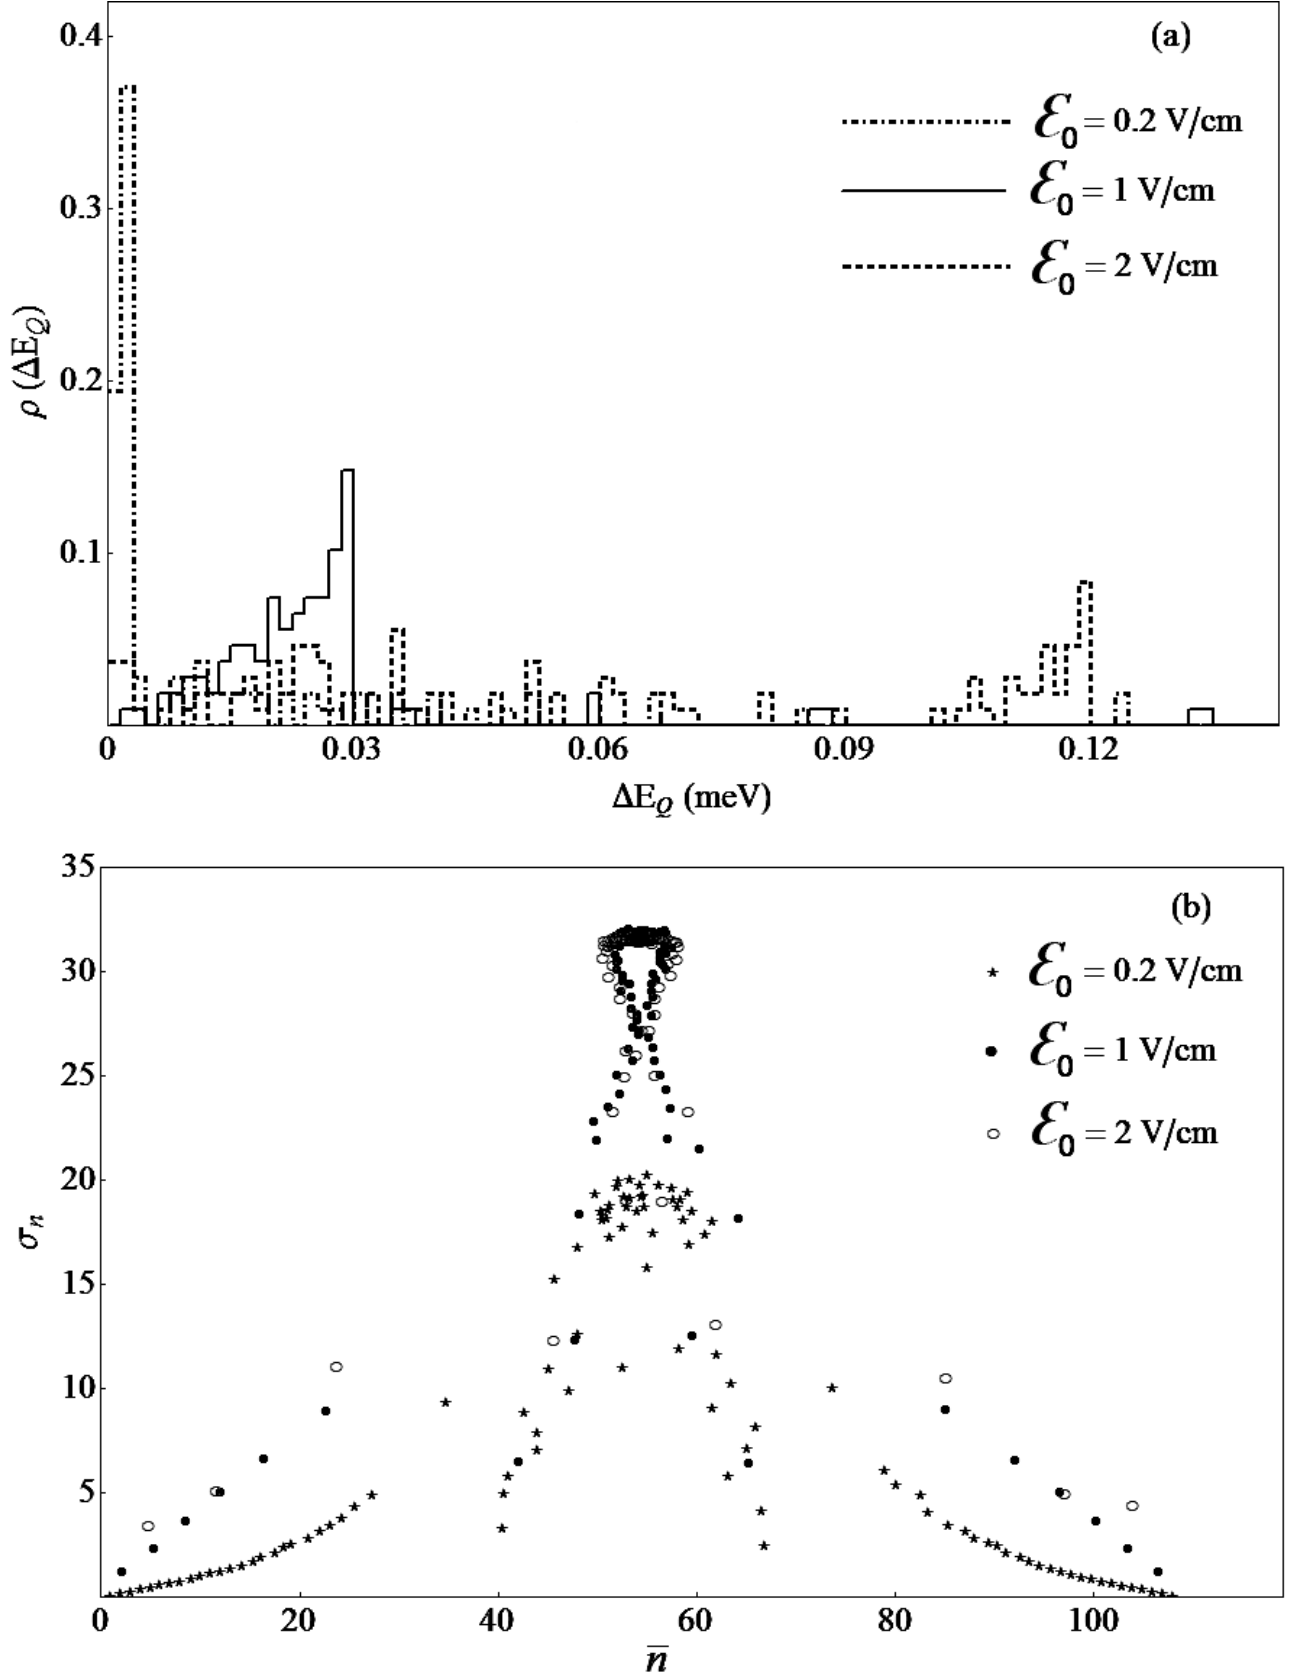 (a)
0.4
0.3
0.2
0.1
ρ (ΔE_Q)
ℰ₀ = 0.2 V/cm
ℰ₀ = 1 V/cm
ℰ₀ = 2 V/cm
0 0.03 0.06 0.09 0.12
ΔE_Q (meV)
(b)
35
30
25
20
15
10
5
σₙ
ℰ₀ = 0.2 V/cm
ℰ₀ = 1 V/cm
ℰ₀ = 2 V/cm
0 20 40 60 80 100
n̅